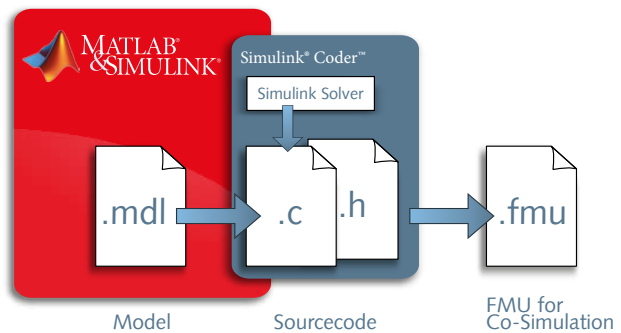 MATLAB®
&SIMULINK®
Simulink® Coder™
Simulink Solver
.mdl
.c
.h
.fmu
Model
Sourcecode
FMU for
Co-Simulation